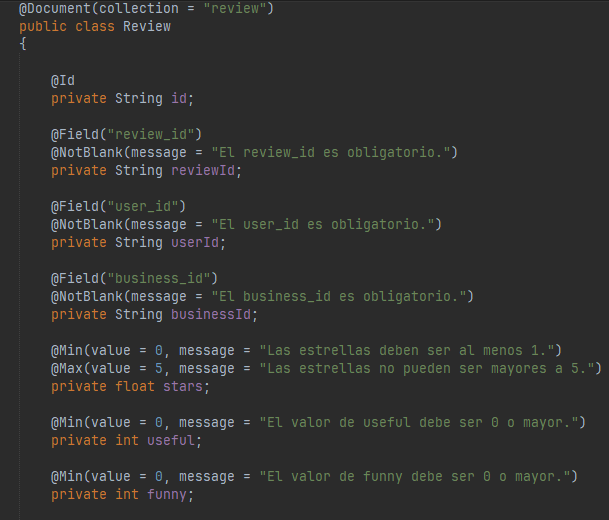 @Document(collection = "review")
public class Review
{
@Id
private String id;
@Field("review_id")
@NotBlank(message = "El review_id es obligatorio.")
private String reviewId;
@Field("user_id")
@NotBlank(message = "El user_id es obligatorio.")
private String userId;
@Field("business_id")
@NotBlank(message = "El business_id es obligatorio.")
private String businessId;
@Min(value = 0, message = "Las estrellas deben ser al menos 1.")
@Max(value = 5, message = "Las estrellas no pueden ser mayores a 5.")
private float stars;
@Min(value = 0, message = "El valor de useful debe ser 0 o mayor.")
private int useful;
@Min(value = 0, message = "El valor de funny debe ser 0 o mayor.")
private int funny;